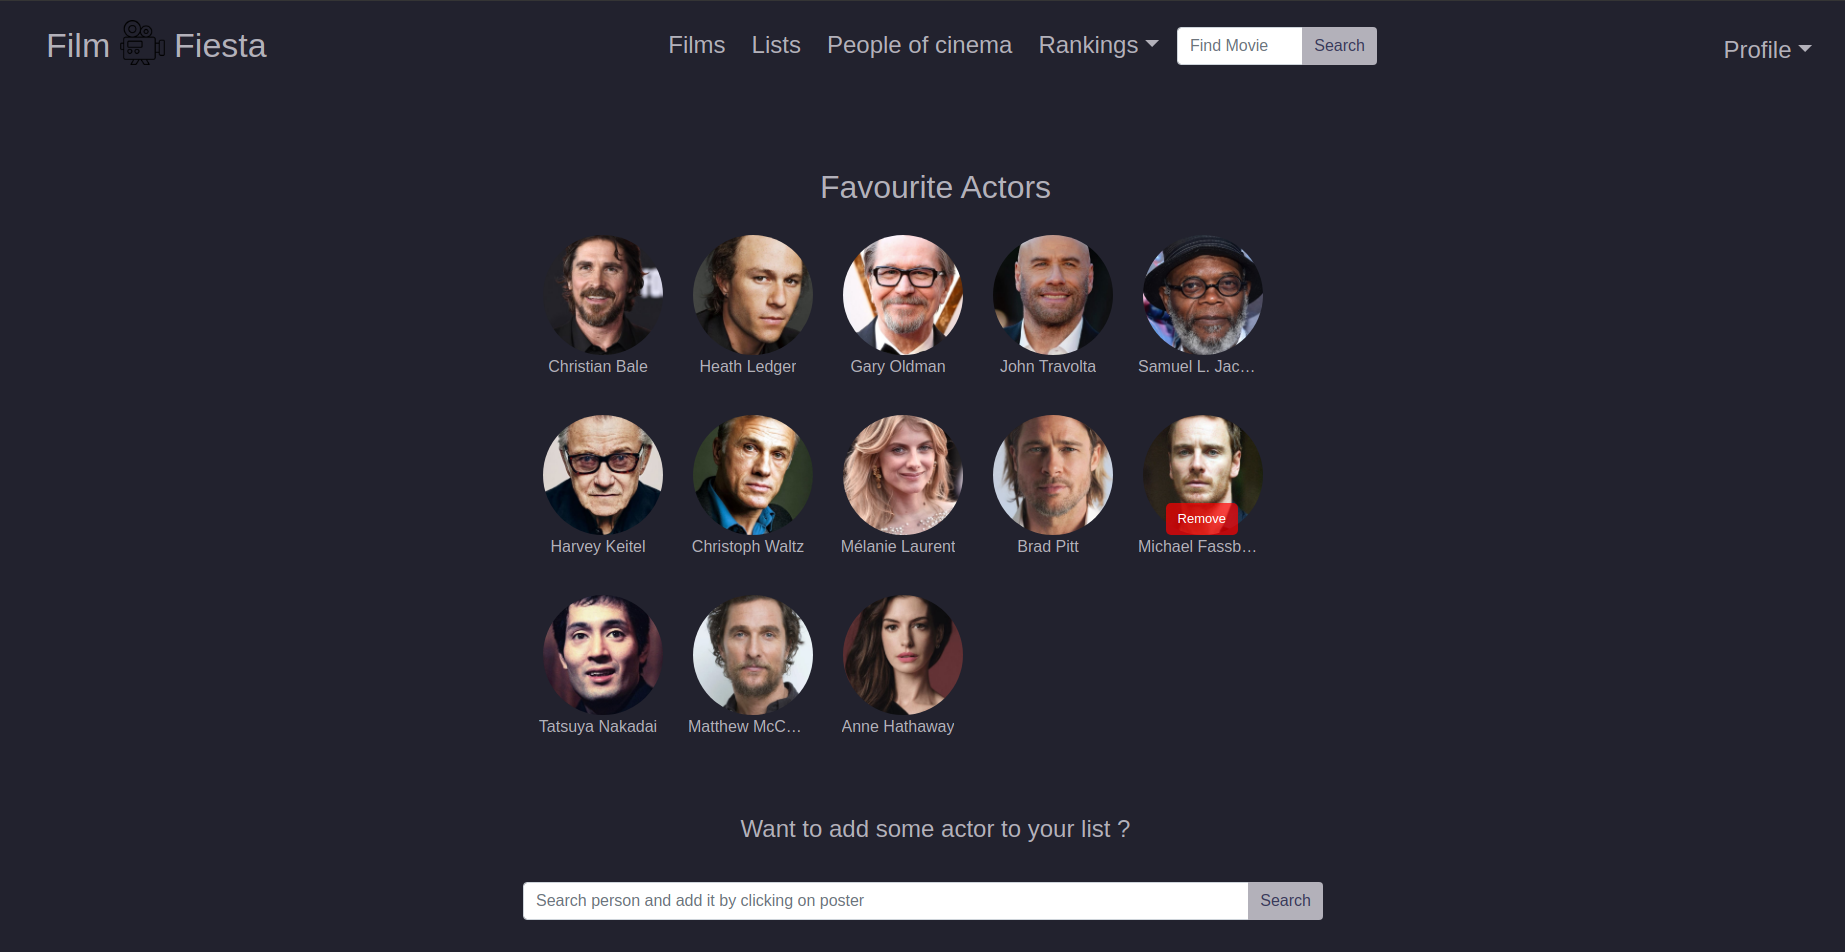 Film Fiesta
Films Lists People of cinema Rankings Find Movie Search Profile
Favourite Actors
Christian Bale Heath Ledger Gary Oldman John Travolta Samuel L. Jac…
Remove
Harvey Keitel Christoph Waltz Mélanie Laurent Brad Pitt Michael Fassb…
Tatsuya Nakadai Matthew McC… Anne Hathaway
Want to add some actor to your list ?
Search person and add it by clicking on poster Search